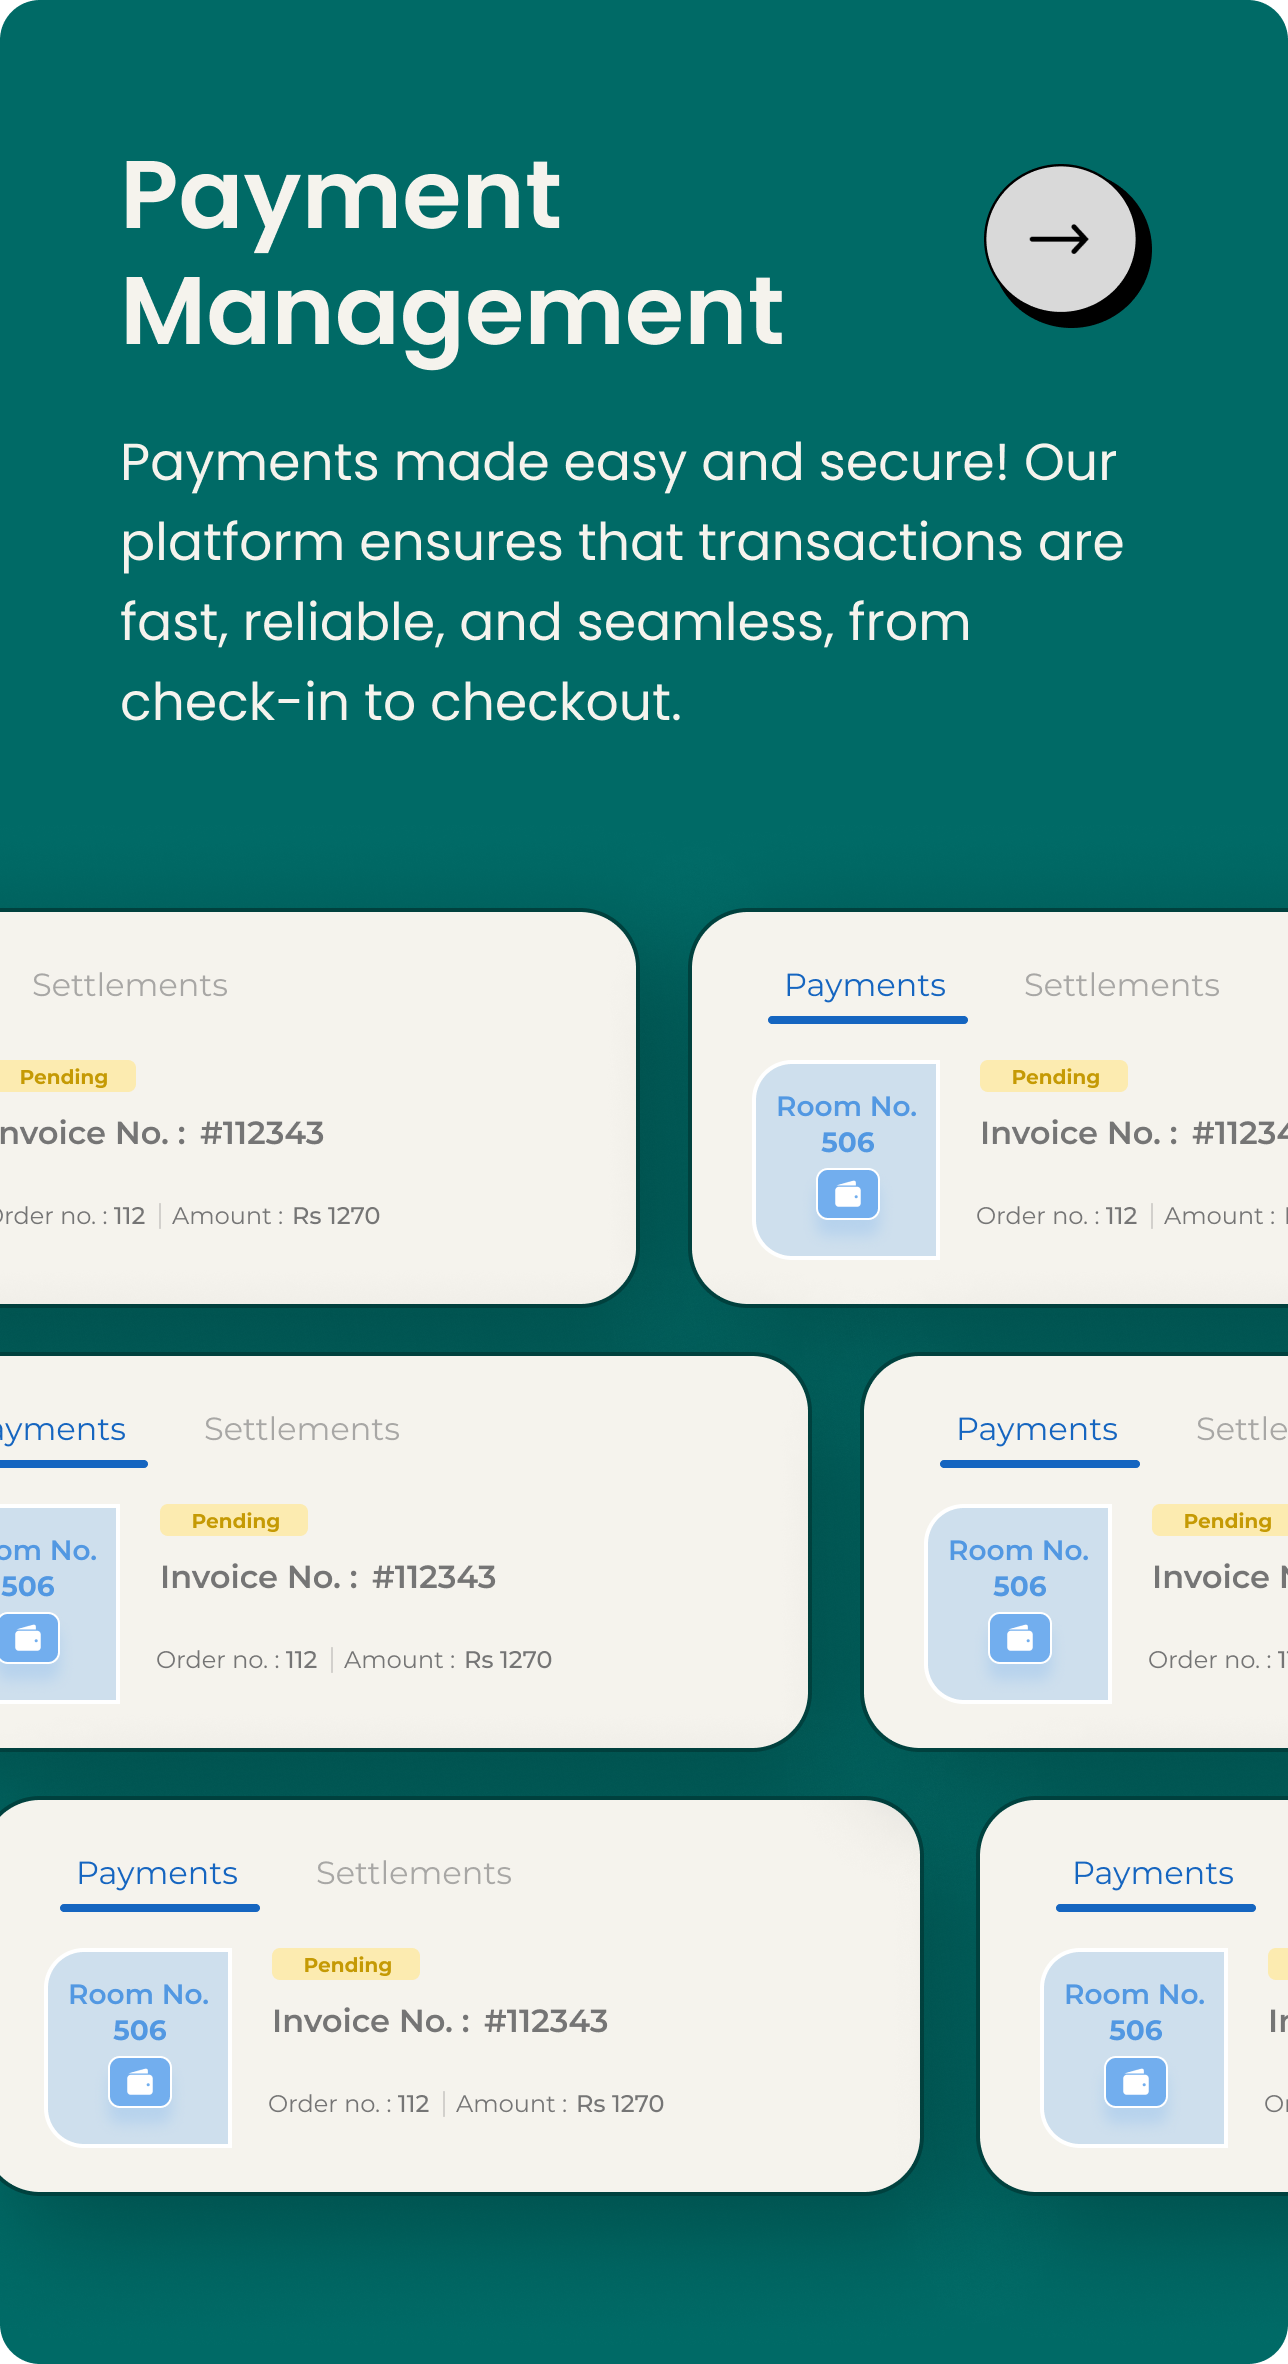 Payment
Management
Payments made easy and secure! Our
platform ensures that transactions are
fast, reliable, and seamless, from
check-in to checkout.
Settlements
Pending
nvoice No. : #112343
rder no. : 112 | Amount : Rs 1270
Payments Settlements
Pending
Room No.
506
Invoice No. : #11234
Order no. : 112 | Amount :
ayments Settlements
om No.
506
Pending
Invoice No. : #112343
Order no. : 112 | Amount : Rs 1270
Payments Settle
Room No.
506
Pending
Invoice
Order no. : 1
Payments Settlements
Room No.
506
Pending
Invoice No. : #112343
Order no. : 112 | Amount : Rs 1270
Payments
Room No.
506